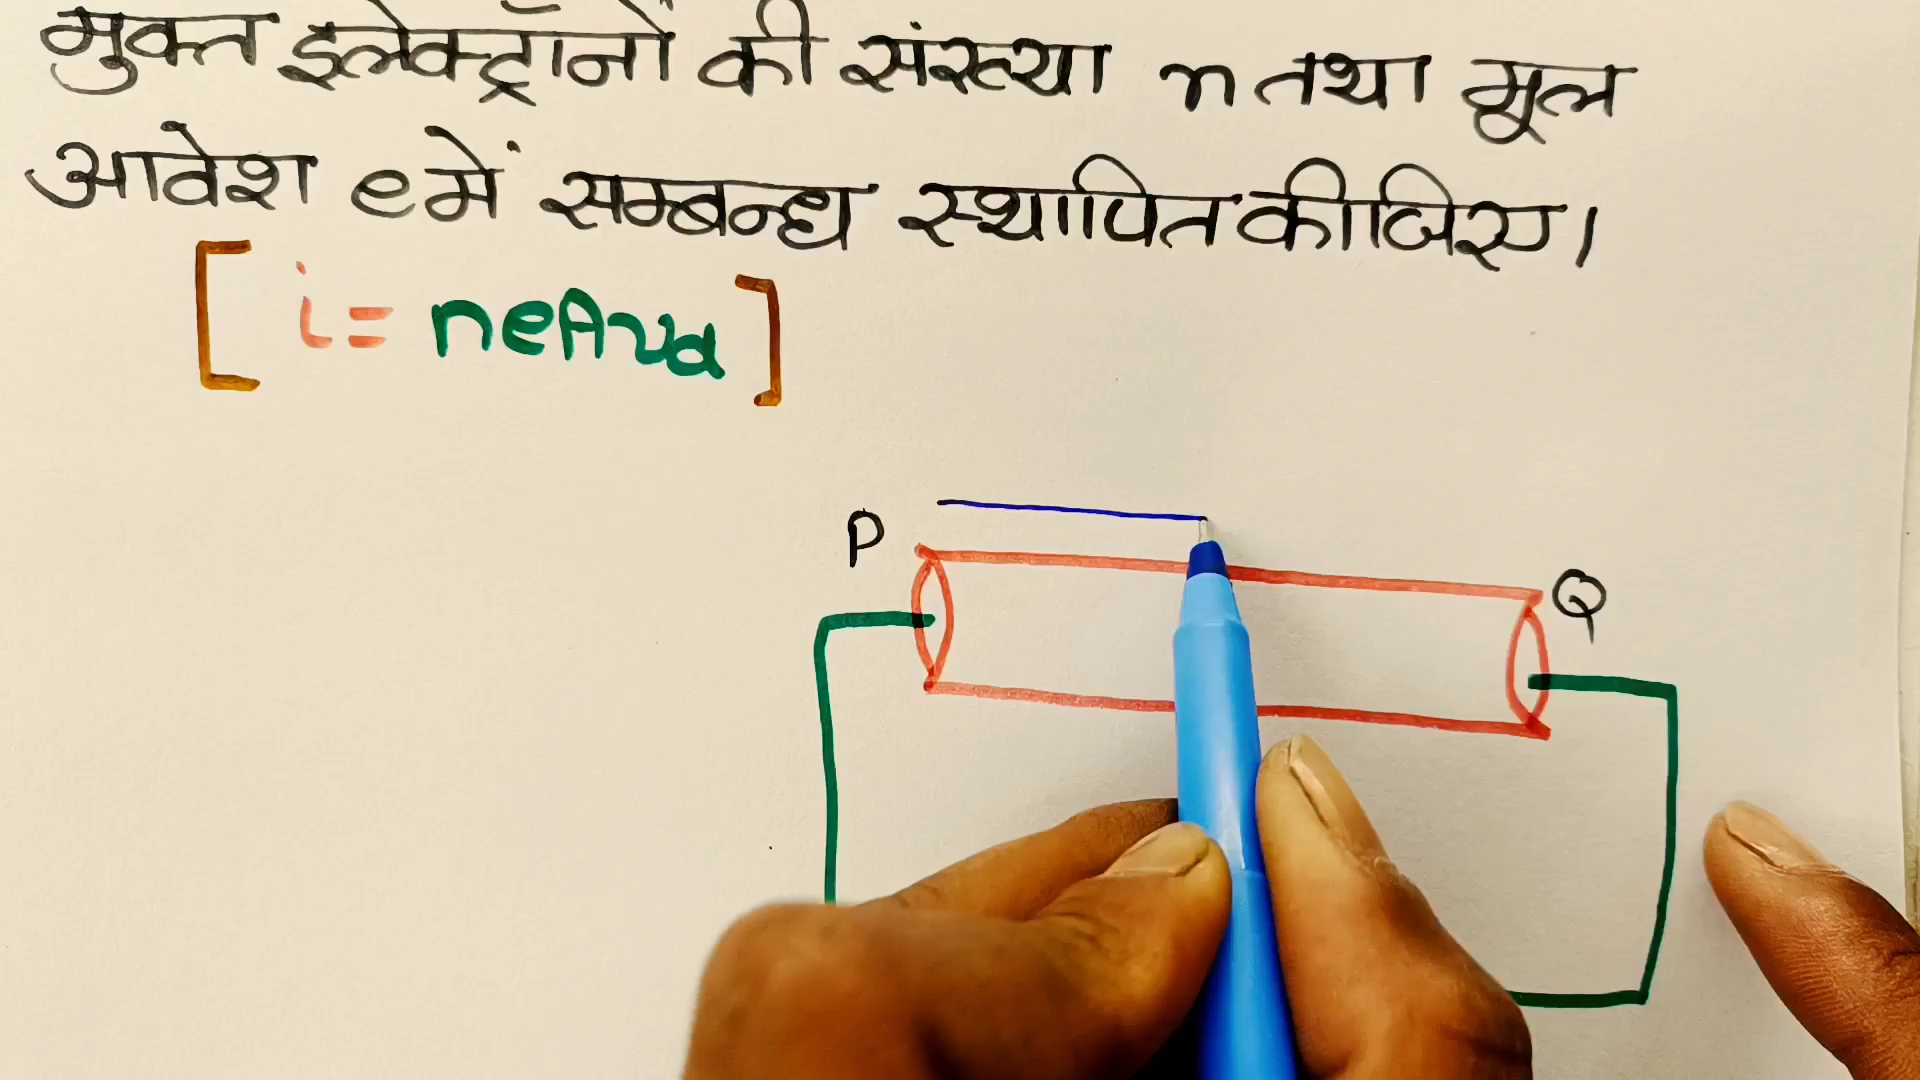 मुक्त इलेक्ट्रॉनों की संख्या n तथा मूल
आवेश e में सम्बन्ध स्थापित कीजिए।
[ i = neAvd ]
P
Q